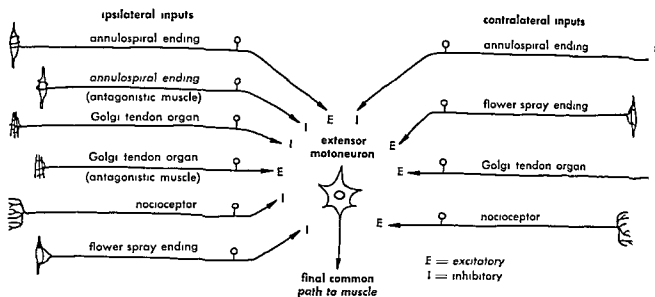 ipsilateral inputs
annulospiral ending
annulospiral ending
(antagonistic muscle)
Golgi tendon organ
Golgi tendon organ
(antagonistic muscle)
nocioceptor
flower spray ending
contralateral inputs
annulospiral ending
flower spray ending
Golgi tendon organ
nocioceptor
E
I
I
I
E
I
I
E
E
E
extensor
motoneuron
final common
path to muscle
E = excitatory
I = inhibitory